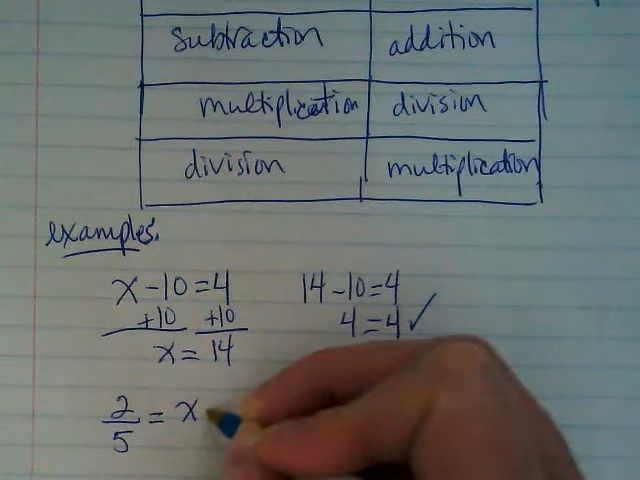 subtraction addition
multiplication division
division multiplication
examples:
x - 10 = 4 14 - 10 = 4
+10 +10 4 = 4 ✓
x = 14
2/5 = x